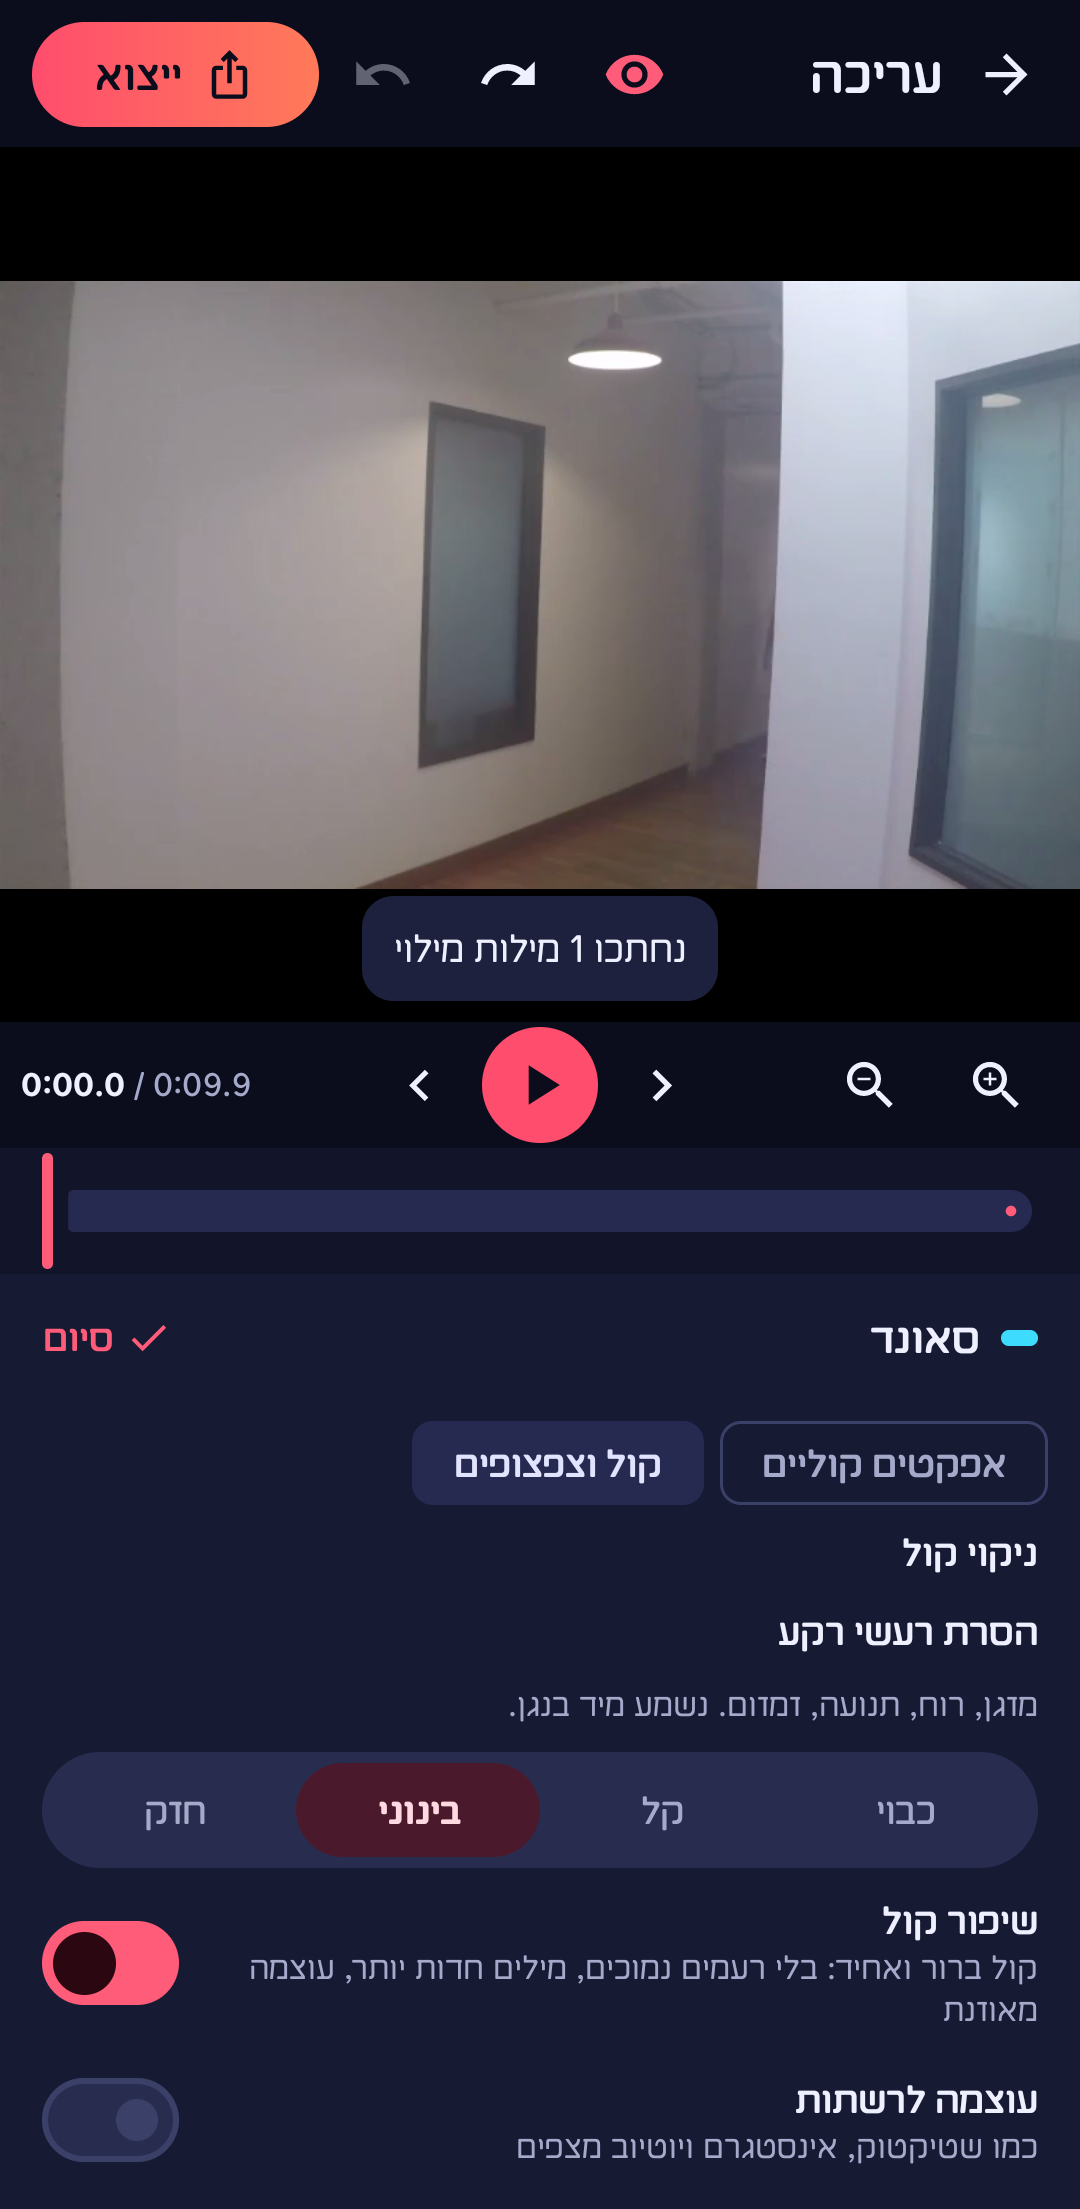 עריכה
ייצוא
נחתכו 1 מילות מילוי
0:00.0 / 0:09.9
סאונד
סיום
אפקטים קוליים
קול וצפצופים
ניקוי קול
הסרת רעשי רקע
מזגן, רוח, תנועה, זמזום. נשמע מיד בנגן.
כבוי
קל
בינוני
חזק
שיפור קול
קול ברור ואחיד: בלי רעמים נמוכים, מילים חדות יותר, עוצמה
מאוזנת
עוצמה לרשתות
כמו שטיקטוק, אינסטגרם ויוטיוב מצפים